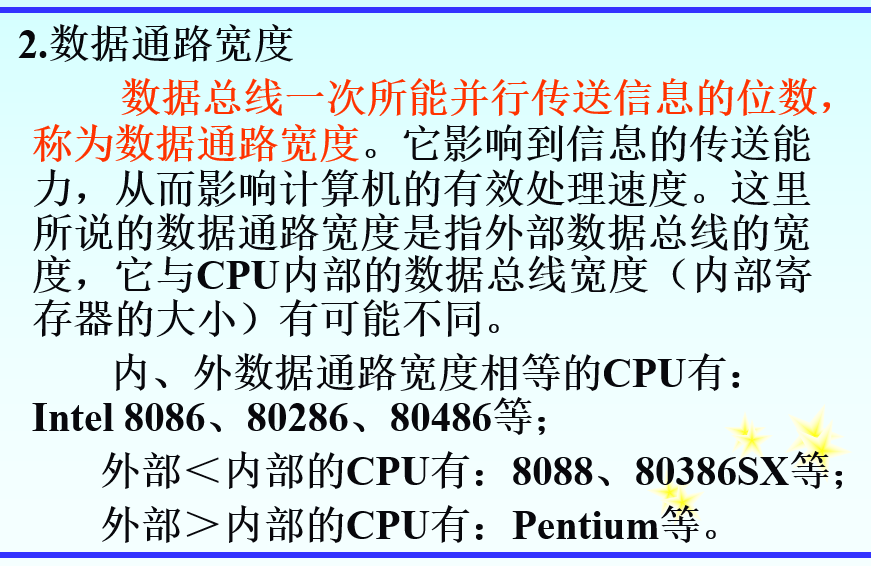 2.数据通路宽度
数据总线一次所能并行传送信息的位数，
称为数据通路宽度。它影响到信息的传送能
力，从而影响计算机的有效处理速度。这里
所说的数据通路宽度是指外部数据总线的宽
度，它与CPU内部的数据总线宽度（内部寄
存器的大小）有可能不同。
内、外数据通路宽度相等的CPU有：
Intel 8086、80286、80486等；
外部＜内部的CPU有：8088、80386SX等；
外部＞内部的CPU有：Pentium等。